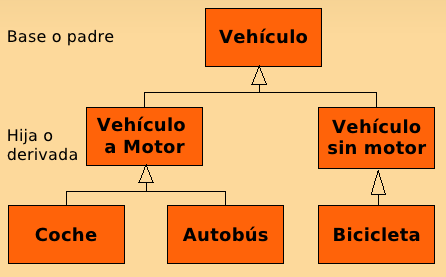 Base o padre
Vehículo
Hija o
derivada
Vehículo
a Motor
Vehículo
sin motor
Coche
Autobús
Bicicleta